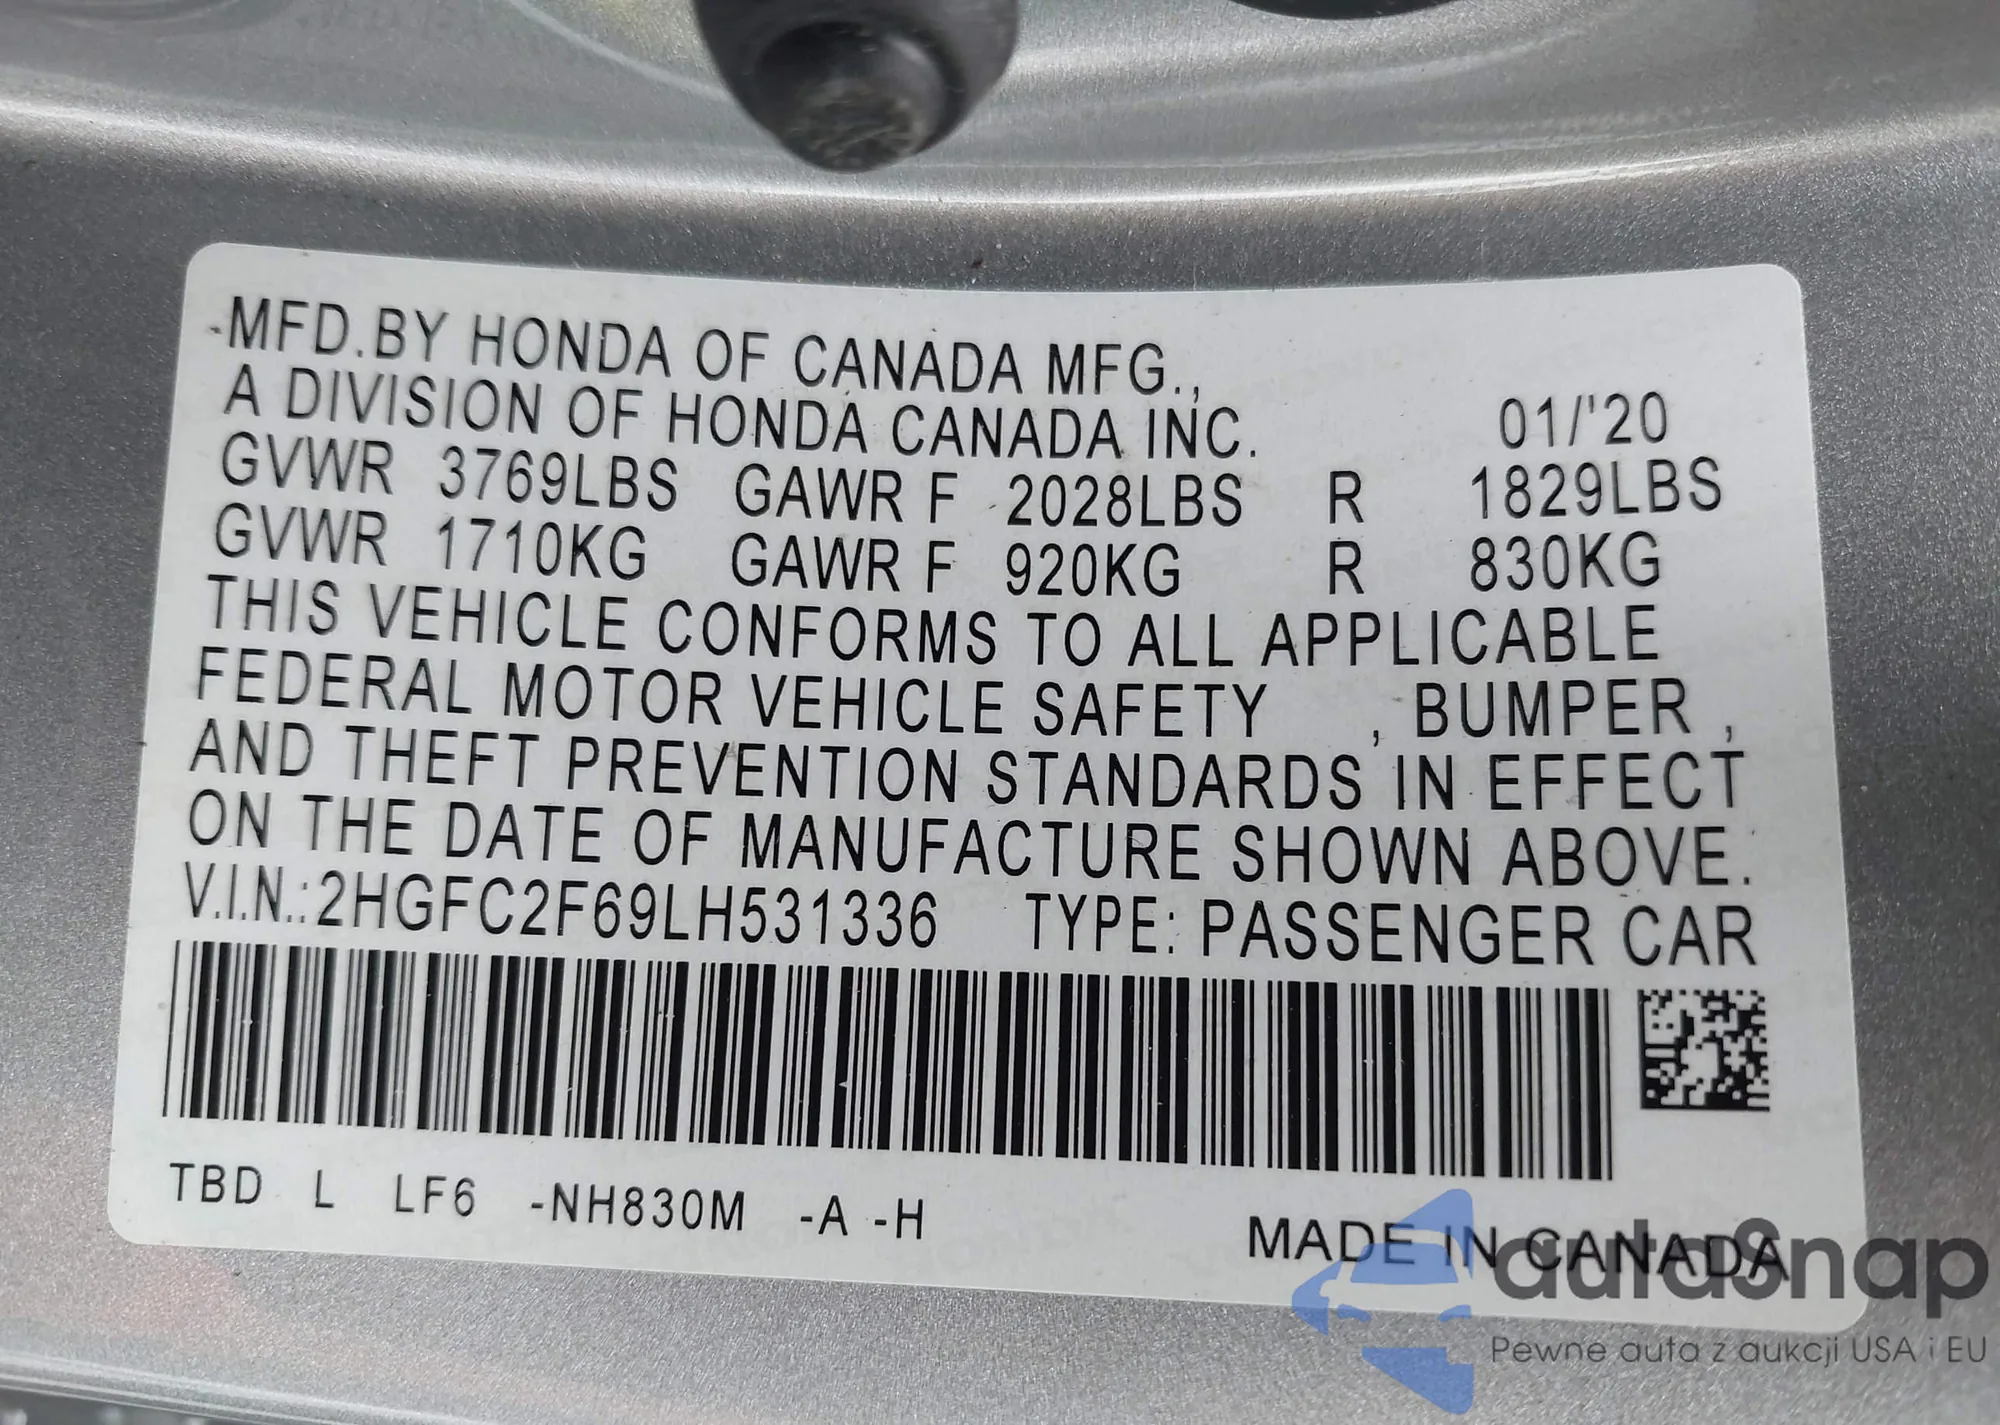 MFD.BY HONDA OF CANADA MFG.,
A DIVISION OF HONDA CANADA INC. 01/'20
GVWR 3769LBS GAWR F 2028LBS R 1829LBS
GVWR 1710KG GAWR F 920KG R 830KG
THIS VEHICLE CONFORMS TO ALL APPLICABLE
FEDERAL MOTOR VEHICLE SAFETY , BUMPER ,
AND THEFT PREVENTION STANDARDS IN EFFECT
ON THE DATE OF MANUFACTURE SHOWN ABOVE.
V.I.N.:2HGFC2F69LH531336 TYPE: PASSENGER CAR
TBD L LF6 -NH830M -A -H
MADE IN CANADA
autoSnap
Pewne auta z aukcji USA i EU